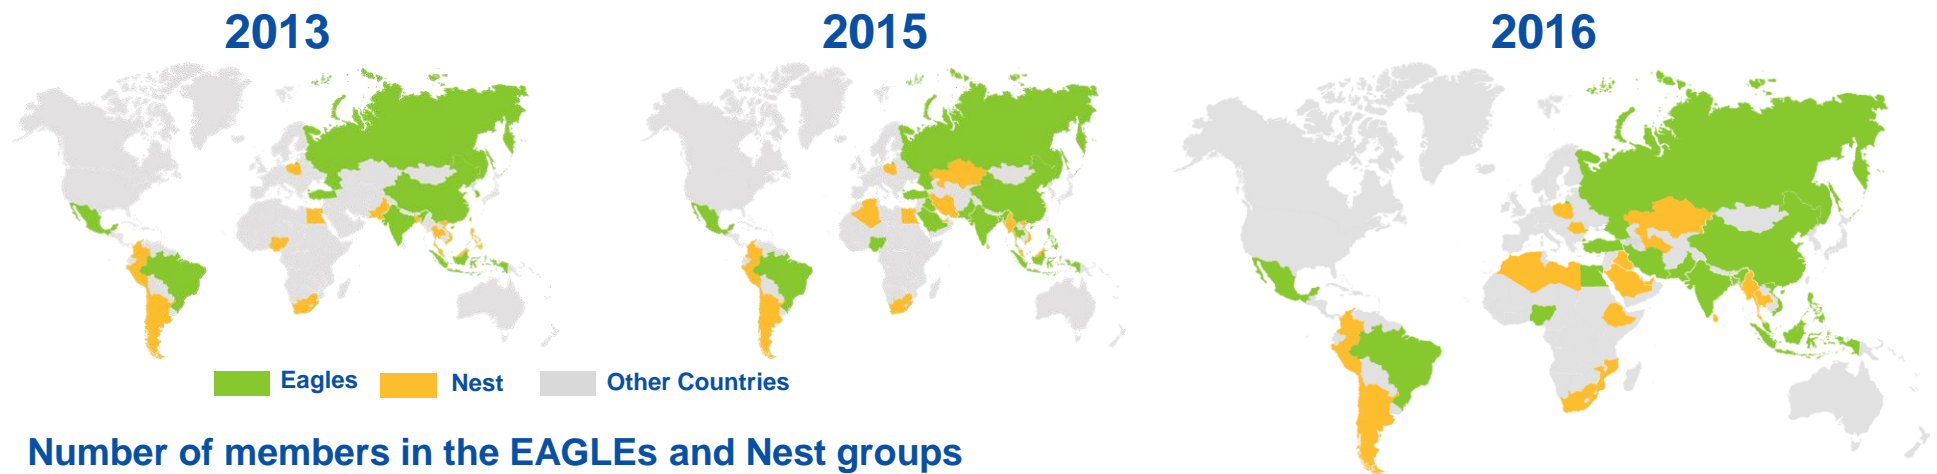 2013
2015
2016
Eagles
Nest
Other Countries
Number of members in the EAGLEs and Nest groups